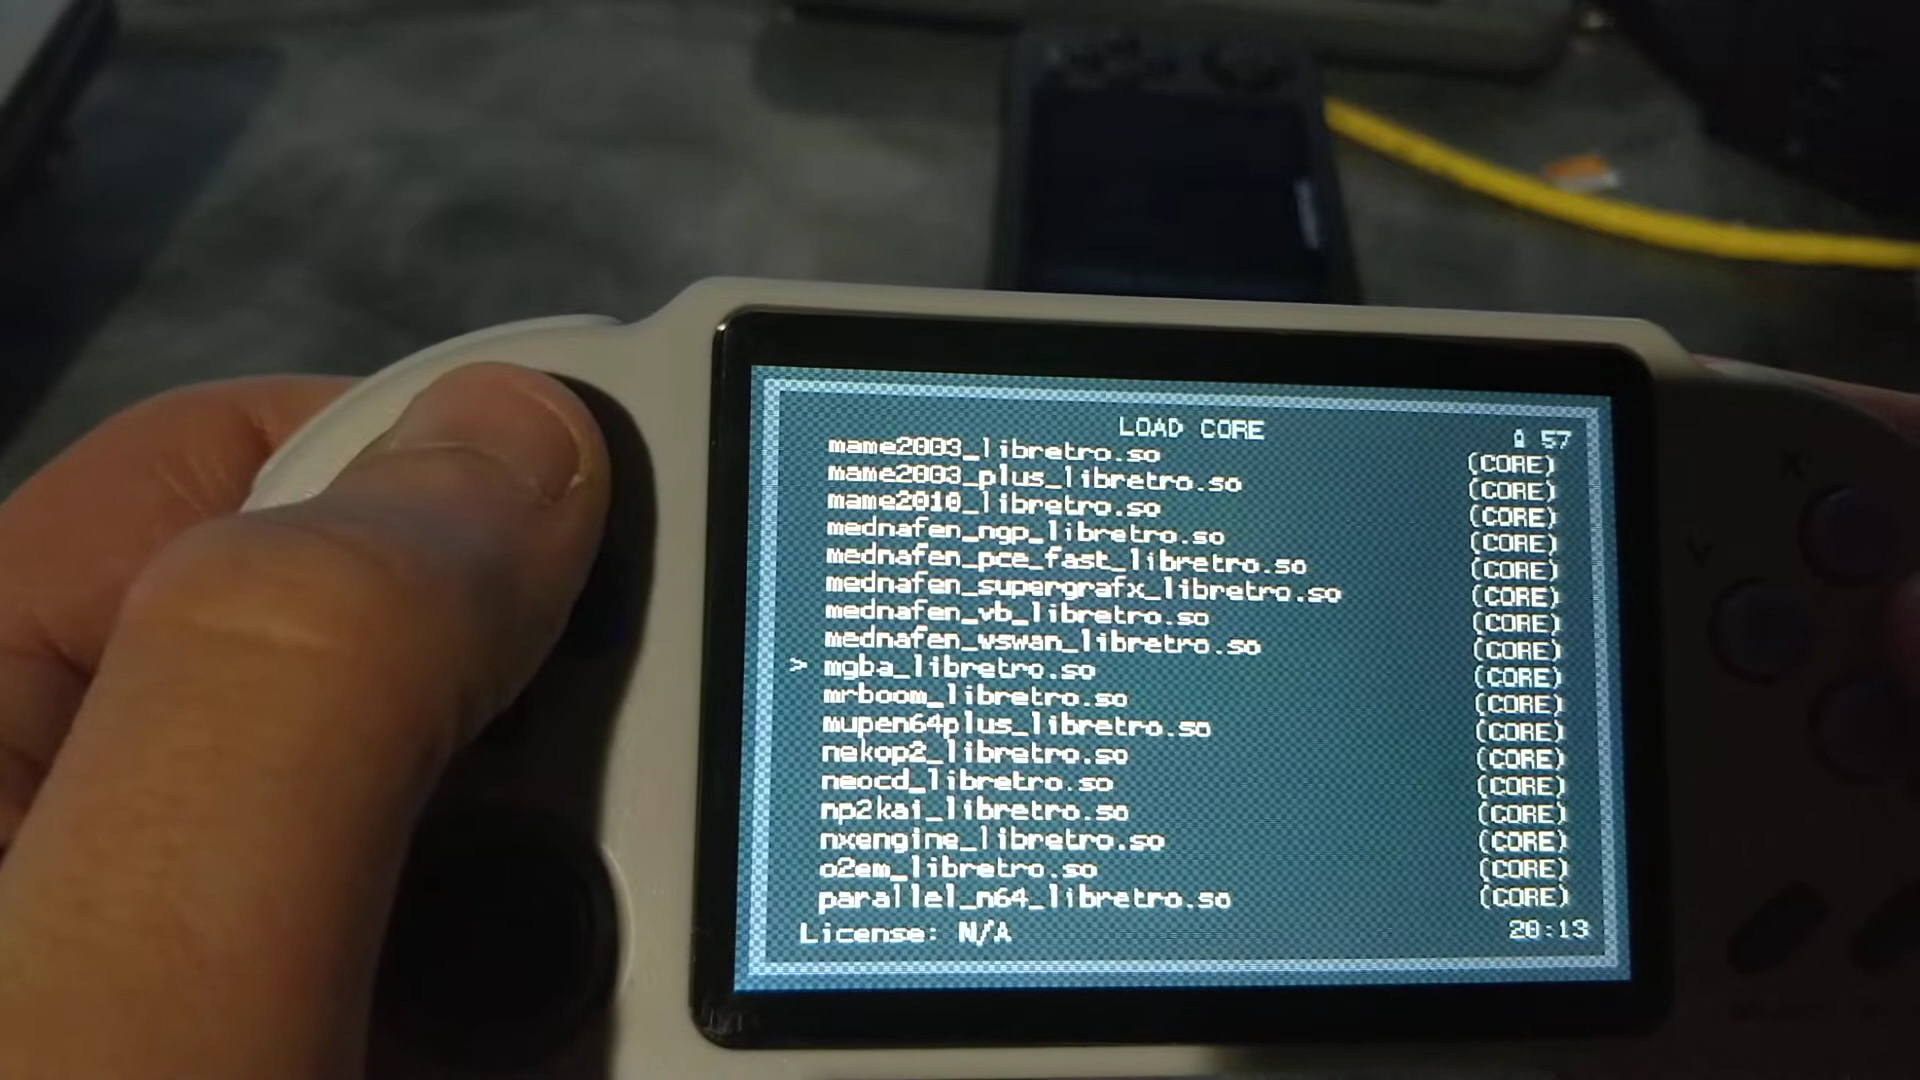 LOAD CORE
57
mame2003_libretro.so (CORE)
mame2003_plus_libretro.so (CORE)
mame2010_libretro.so (CORE)
mednafen_ngp_libretro.so (CORE)
mednafen_pce_fast_libretro.so (CORE)
mednafen_supergrafx_libretro.so (CORE)
mednafen_vb_libretro.so (CORE)
mednafen_wswan_libretro.so (CORE)
> mgba_libretro.so (CORE)
mrboom_libretro.so (CORE)
mupen64plus_libretro.so (CORE)
nekop2_libretro.so (CORE)
neocd_libretro.so (CORE)
np2kai_libretro.so (CORE)
nxengine_libretro.so (CORE)
o2em_libretro.so (CORE)
parallel_n64_libretro.so (CORE)
License: N/A 20:13
X
Y